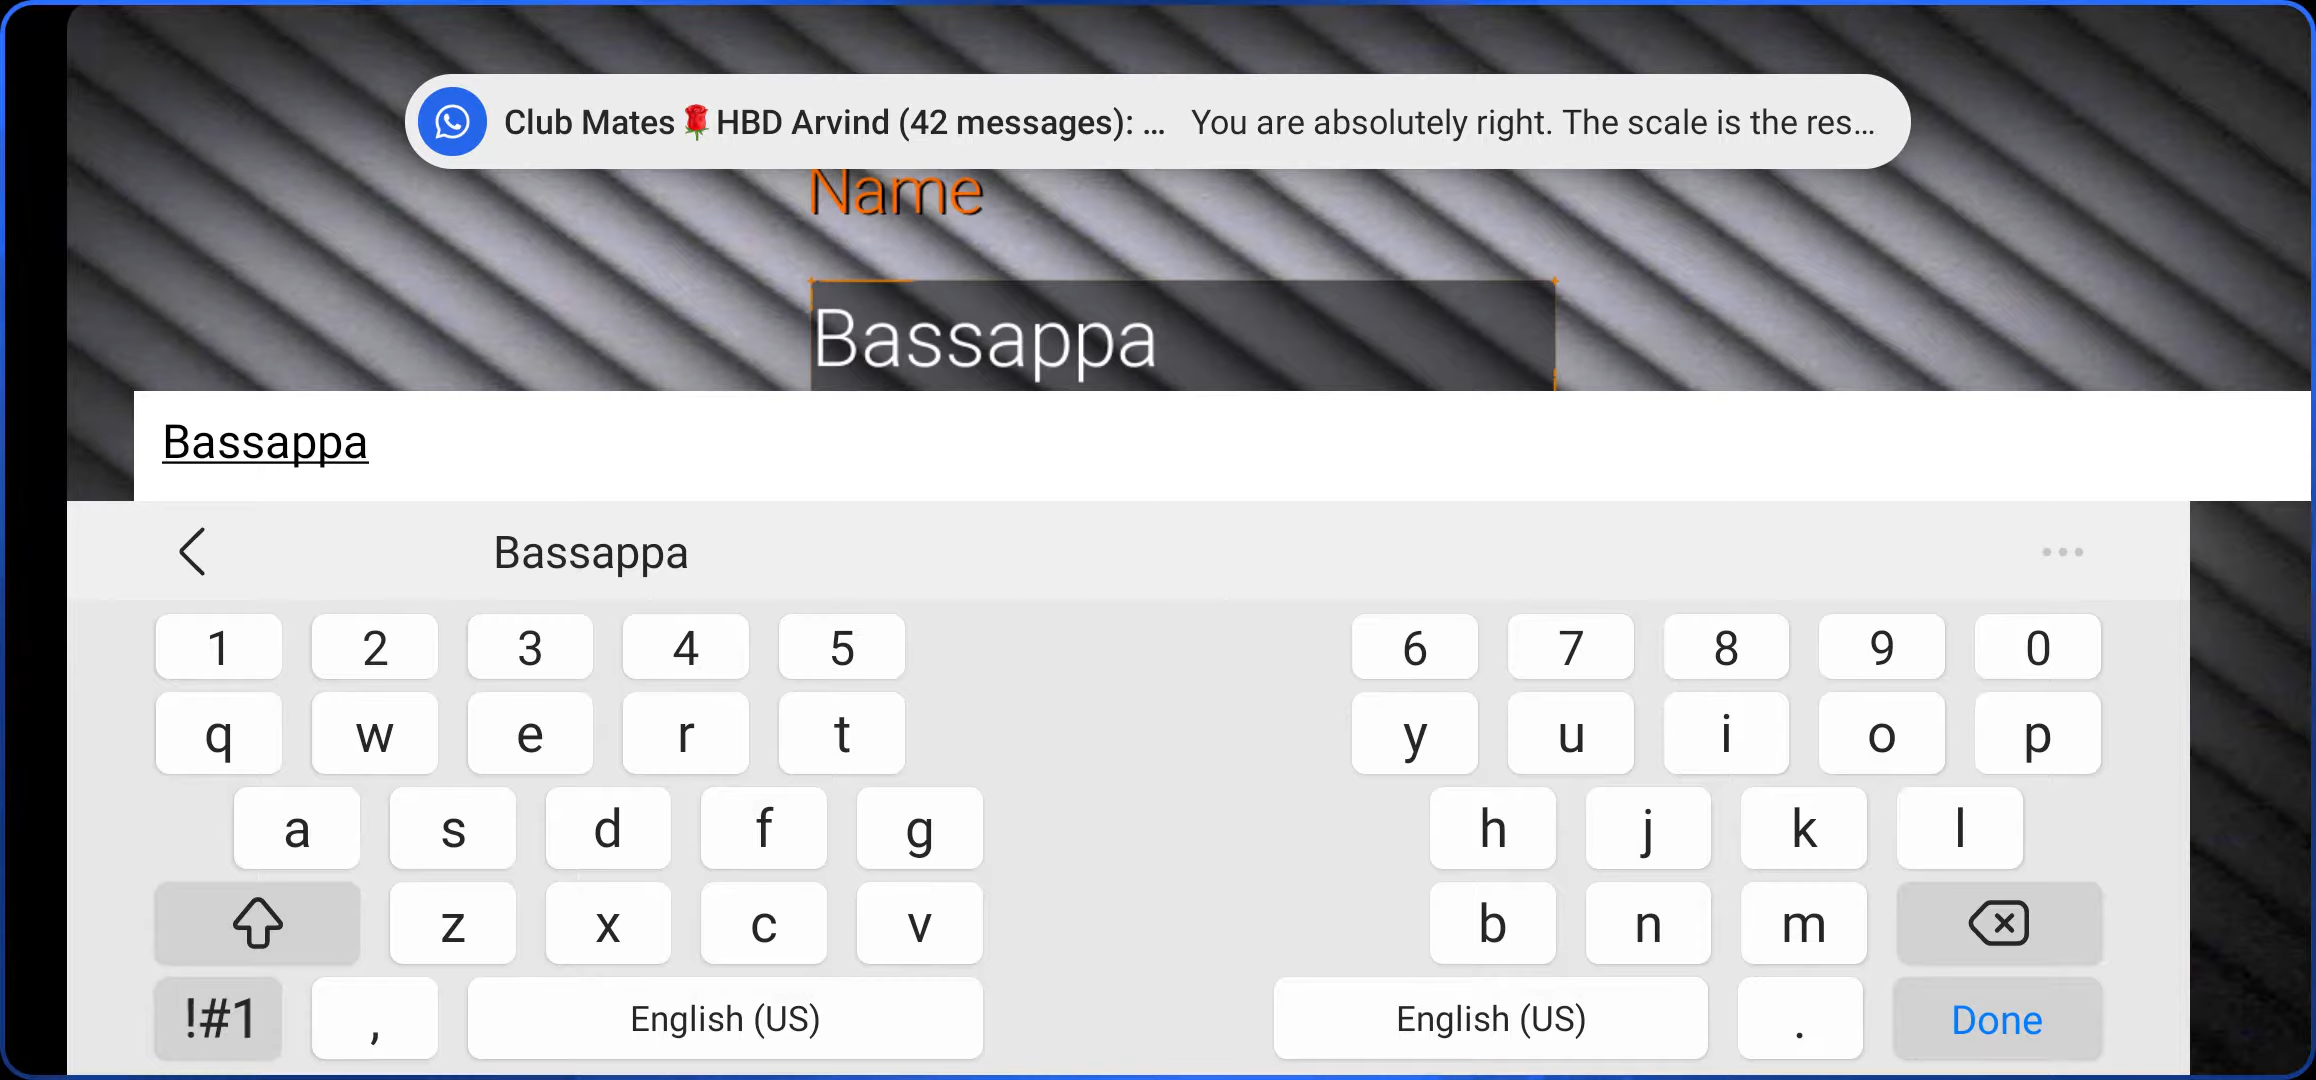 Club Mates🌹HBD Arvind (42 messages): ... You are absolutely right. The scale is the res...
Name
Bassappa
Bassappa
Bassappa
1 2 3 4 5 6 7 8 9 0
q w e r t y u i o p
a s d f g h j k l
z x c v b n m
!#1 , English (US) English (US) . Done